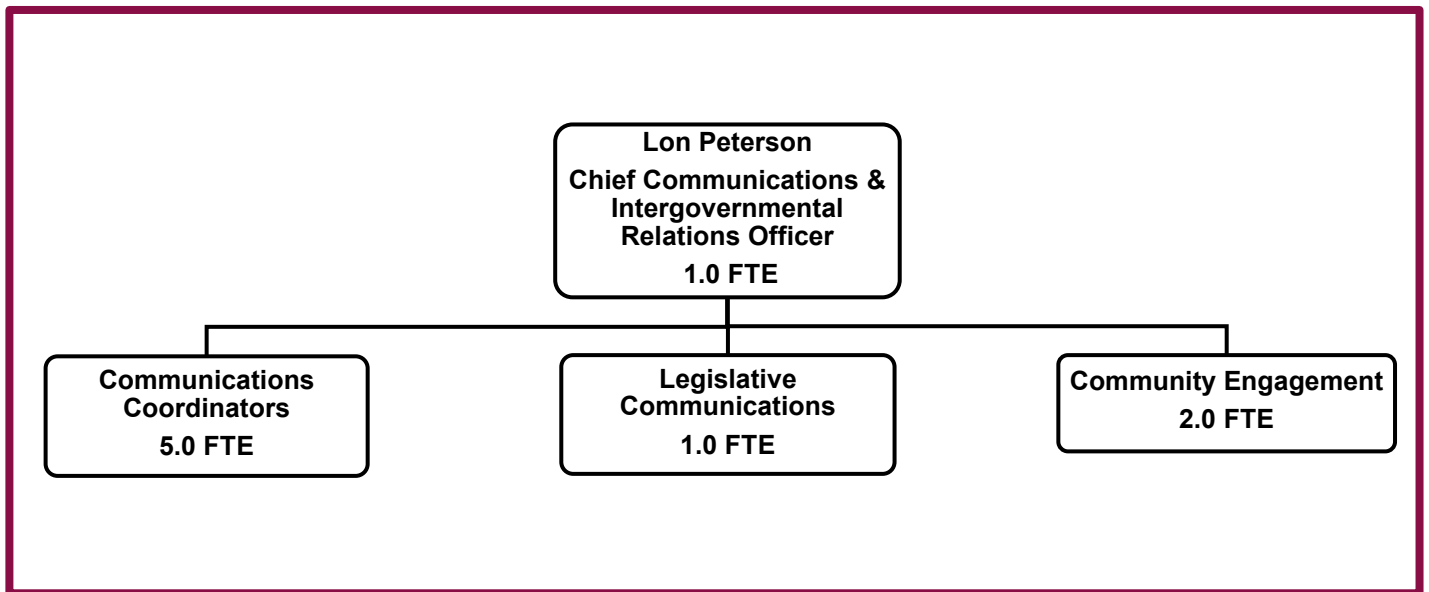 Lon Peterson
Chief Communications &
Intergovernmental
Relations Officer
1.0 FTE
Communications
Coordinators
5.0 FTE
Legislative
Communications
1.0 FTE
Community Engagement
2.0 FTE